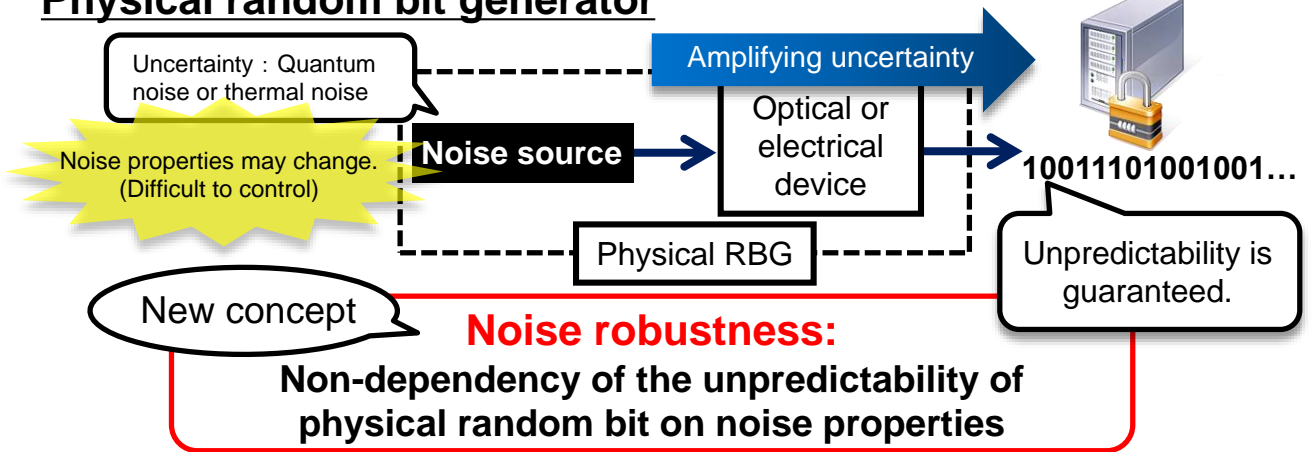 Physical random bit generator
Uncertainty：Quantum
noise or thermal noise
Amplifying uncertainty
Noise properties may change.
(Difficult to control)
Noise source
Optical or
electrical
device
10011101001001…
Physical RBG
Unpredictability is
guaranteed.
New concept
Noise robustness:
Non-dependency of the unpredictability of
physical random bit on noise properties